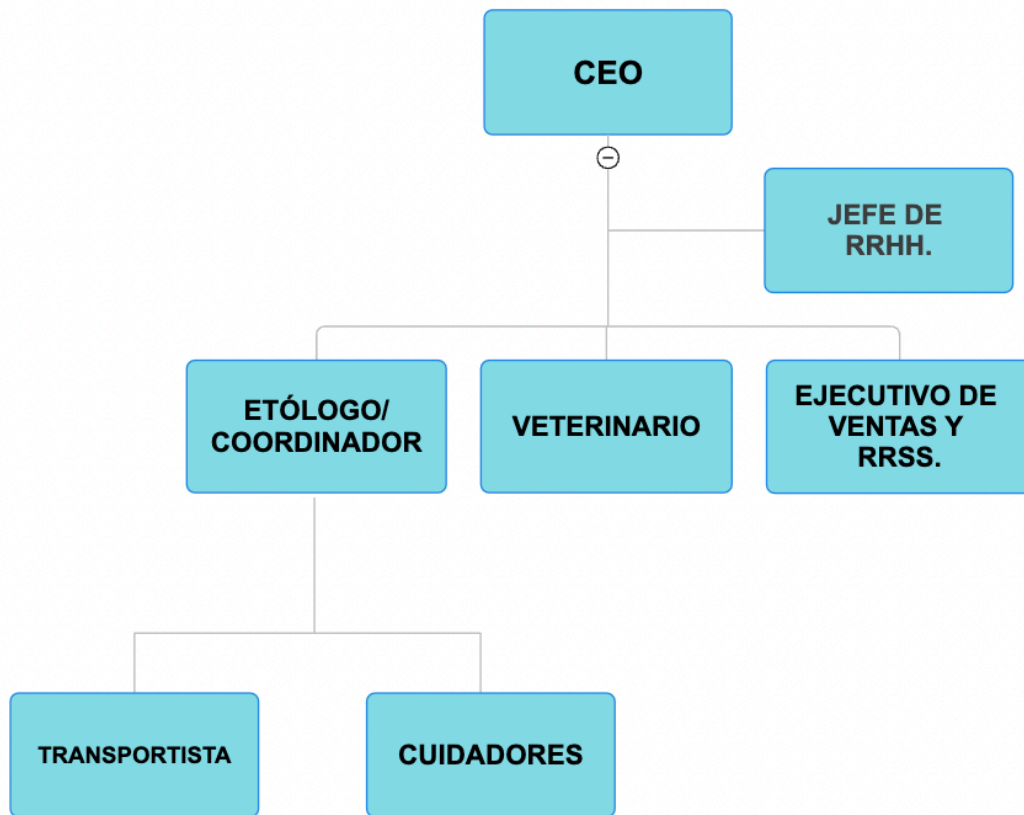 CEO
JEFE DE
RRHH.
ETÓLOGO/
COORDINADOR
VETERINARIO
EJECUTIVO DE
VENTAS Y
RRSS.
TRANSPORTISTA
CUIDADORES